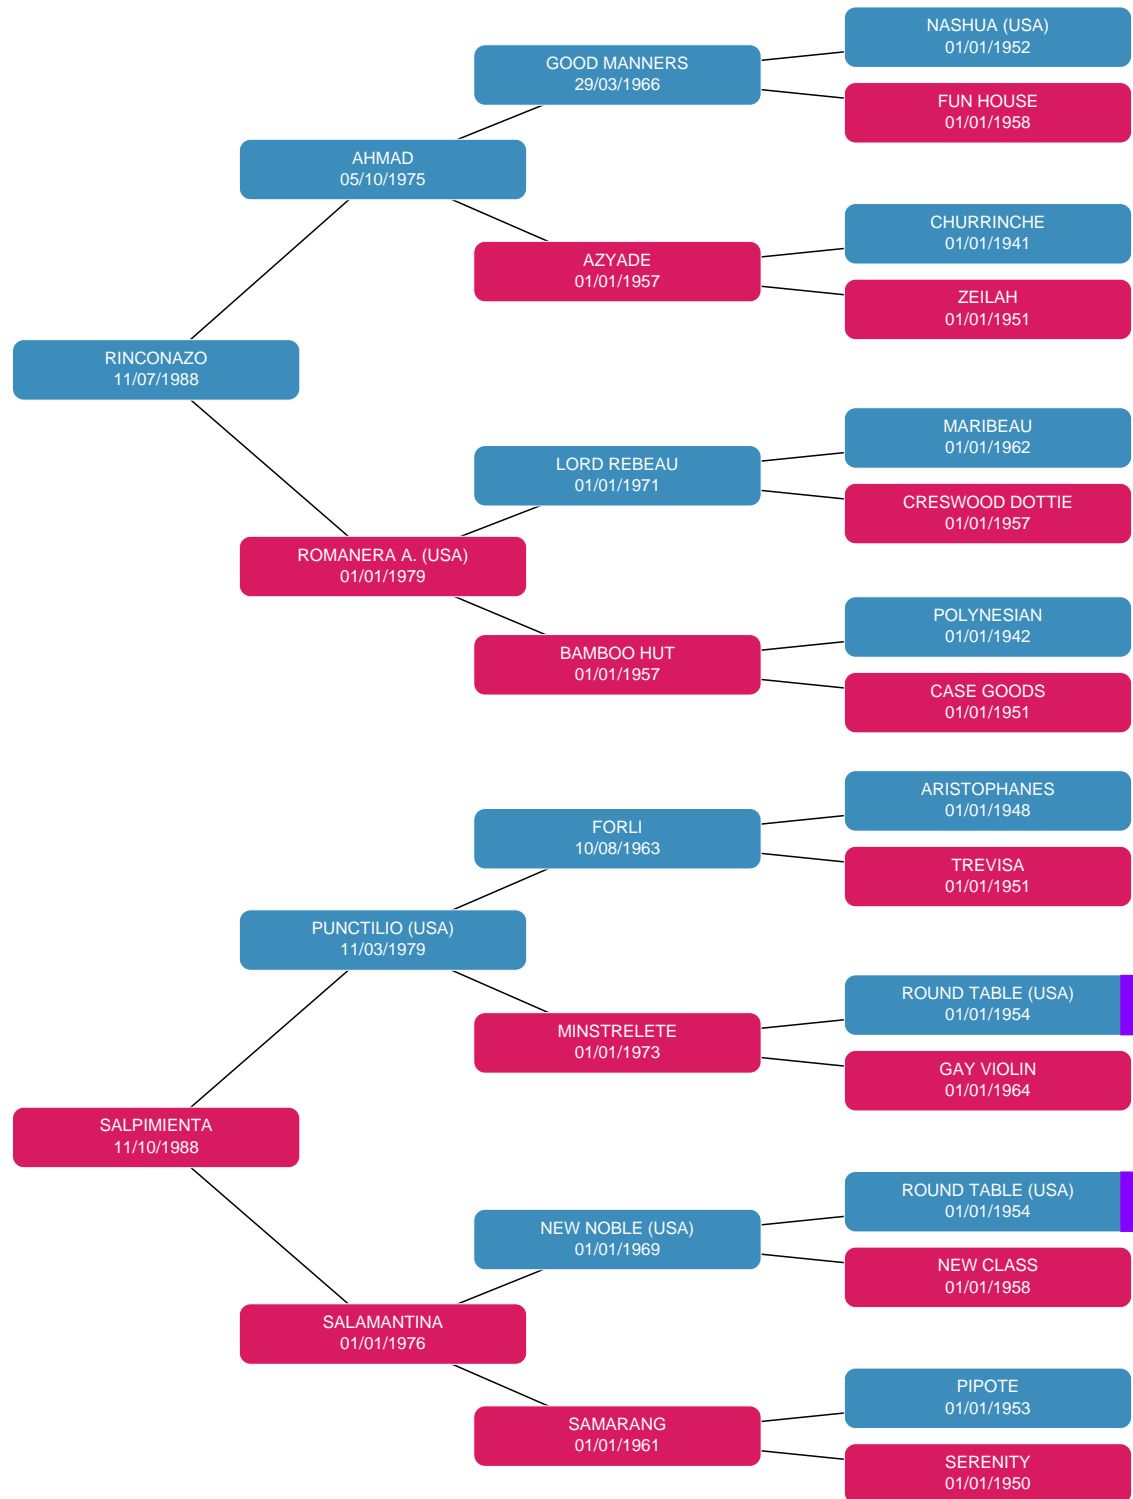 NASHUA (USA)
01/01/1952
GOOD MANNERS
29/03/1966
FUN HOUSE
01/01/1958
AHMAD
05/10/1975
CHURRINCHE
01/01/1941
AZYADE
01/01/1957
ZEILAH
01/01/1951
RINCONAZO
11/07/1988
MARIBEAU
01/01/1962
LORD REBEAU
01/01/1971
CRESWOOD DOTTIE
01/01/1957
ROMANERA A. (USA)
01/01/1979
POLYNESIAN
01/01/1942
BAMBOO HUT
01/01/1957
CASE GOODS
01/01/1951
ARISTOPHANES
01/01/1948
FORLI
10/08/1963
TREVISA
01/01/1951
PUNCTILIO (USA)
11/03/1979
ROUND TABLE (USA)
01/01/1954
MINSTRELETE
01/01/1973
GAY VIOLIN
01/01/1964
SALPIMIENTA
11/10/1988
ROUND TABLE (USA)
01/01/1954
NEW NOBLE (USA)
01/01/1969
NEW CLASS
01/01/1958
SALAMANTINA
01/01/1976
PIPOTE
01/01/1953
SAMARANG
01/01/1961
SERENITY
01/01/1950